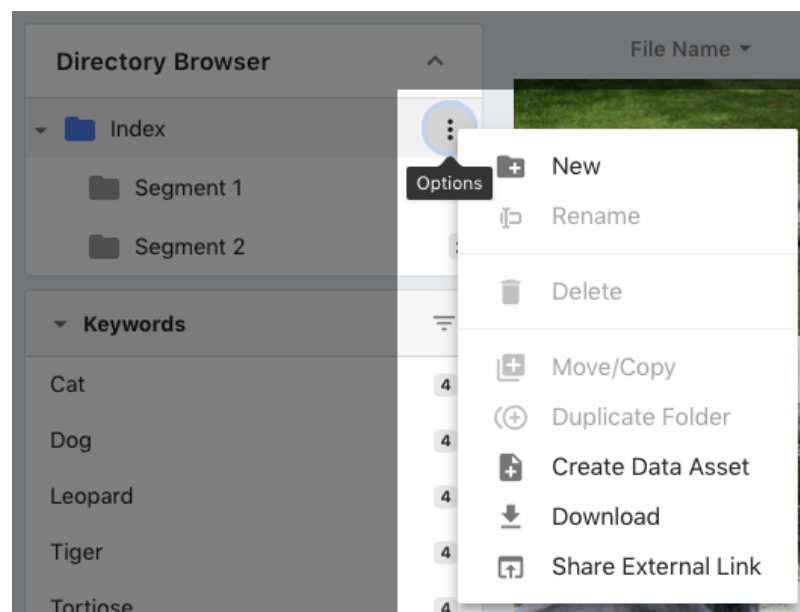 File Name
Directory Browser
Index
Options
Segment 1
Segment 2
Keywords
Cat 4
Dog 4
Leopard 4
Tiger 4
Tortiose 4
New
Rename
Delete
Move/Copy
Duplicate Folder
Create Data Asset
Download
Share External Link